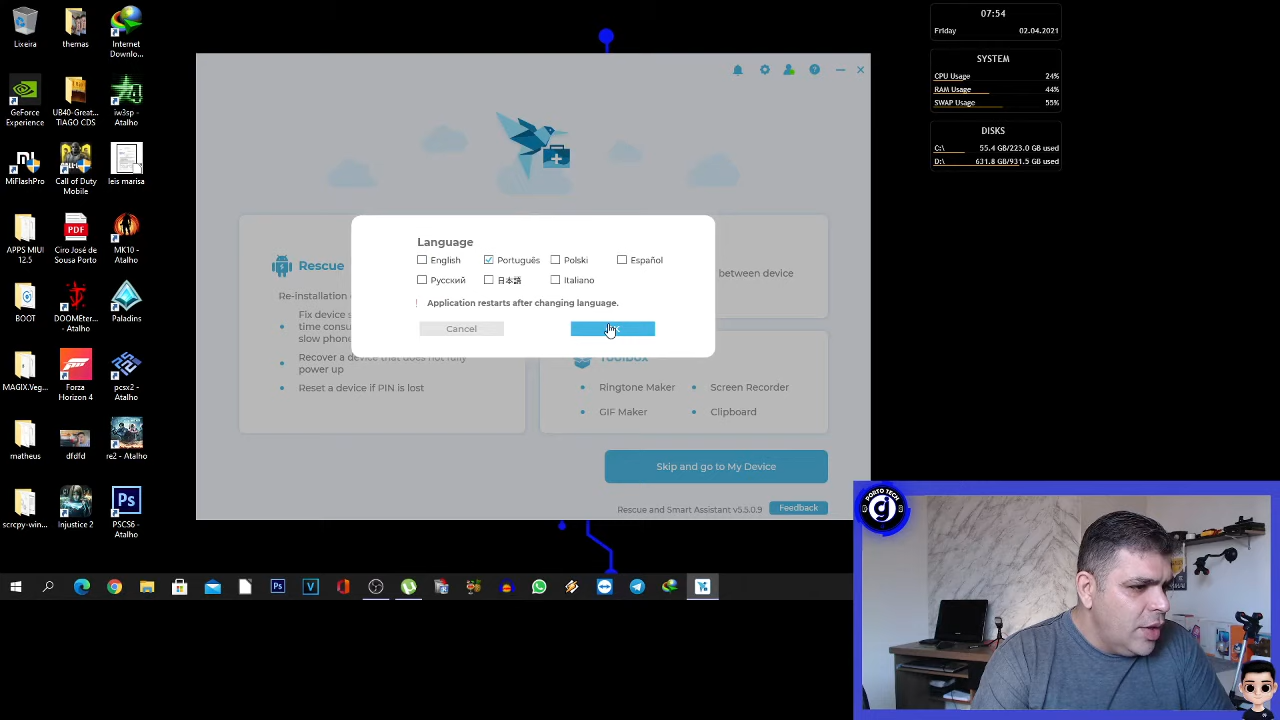 Lixeira
themas
Internet
Downlo...
GeForce
Experience
UB40-Great...
TIAGO CDS
iw3sp -
Atalho
MiFlashPro
Call of Duty
Mobile
leis marisa
APPS MIUI
12.5
PDF
Ciro José de
Sousa Porto
MK10 -
Atalho
BOOT
DOOMEter...
- Atalho
Paladins
MAGIX.Veg...
Forza
Horizon 4
pcsx2 -
Atalho
matheus
dfdfd
re2 - Atalho
scrcpy-win...
Injustice 2
Ps
PSCS6 -
Atalho
Rescue
Re-installation
Fix device s
time consu
slow phon
Recover a device that does not fully
power up
Reset a device if PIN is lost
between device
Toolbox
Ringtone Maker
Screen Recorder
GIF Maker
Clipboard
Skip and go to My Device
Rescue and Smart Assistant v5.5.0.9
Feedback
Language
English
Português
Polski
Español
Русский
日本語
Italiano
! Application restarts after changing language.
Cancel
07:54
Friday
02.04.2021
SYSTEM
CPU Usage
24%
RAM Usage
44%
SWAP Usage
55%
DISKS
C:\
55.4 GB/223.0 GB used
D:\
631.8 GB/931.5 GB used
PORTO TECH